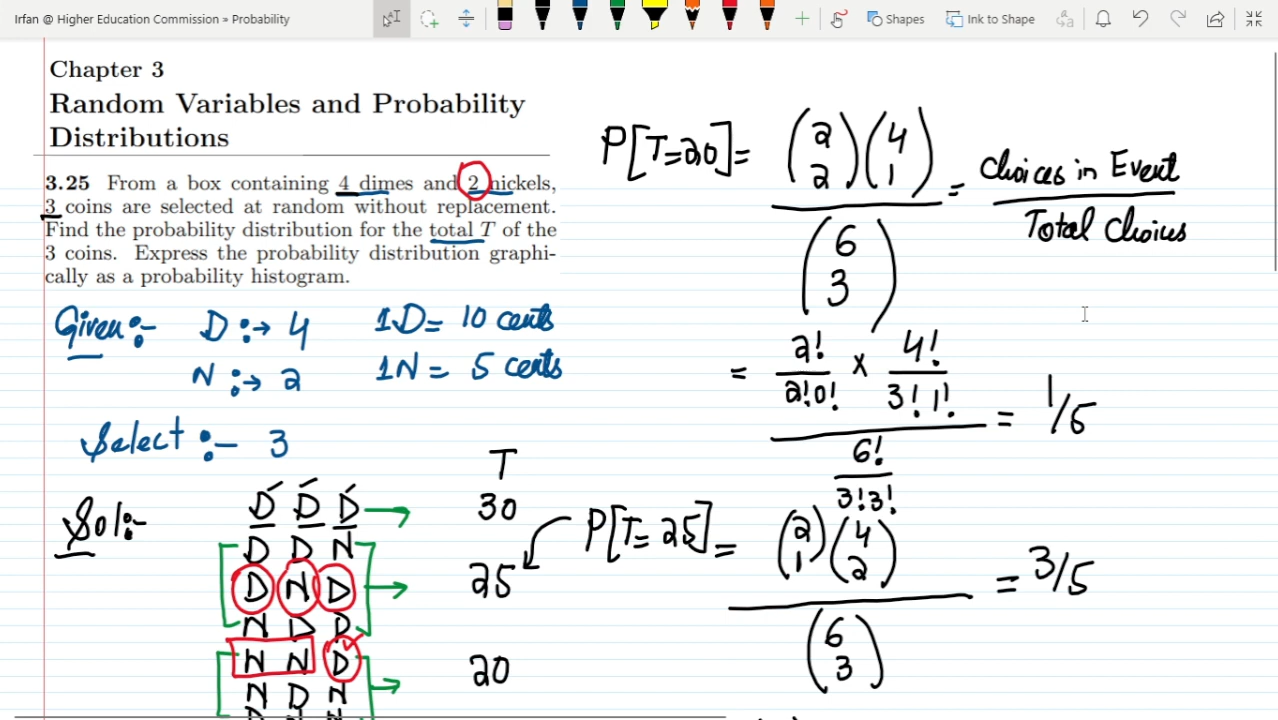 Irfan @ Higher Education Commission » Probability
Shapes
Ink to Shape
Chapter 3
Random Variables and Probability
Distributions
3.25 From a box containing 4 dimes and 2 nickels,
3 coins are selected at random without replacement.
Find the probability distribution for the total T of the
3 coins. Express the probability distribution graphi-
cally as a probability histogram.
Given:- D :→ 4 1D = 10 cents
N :→ 2 1N = 5 cents
Select :- 3
Sol:-
T
D D D → 30
D D N
D N D → 25
N D D
N N D → 20
N D N
P[T=20] = (2 2)(4 1) / (6 3) = Choices in Event / Total Choices
= 2!/2!0! × 4!/3!1! / 6!/3!3! = 1/5
P[T=25] = (2 1)(4 2) / (6 3) = 3/5